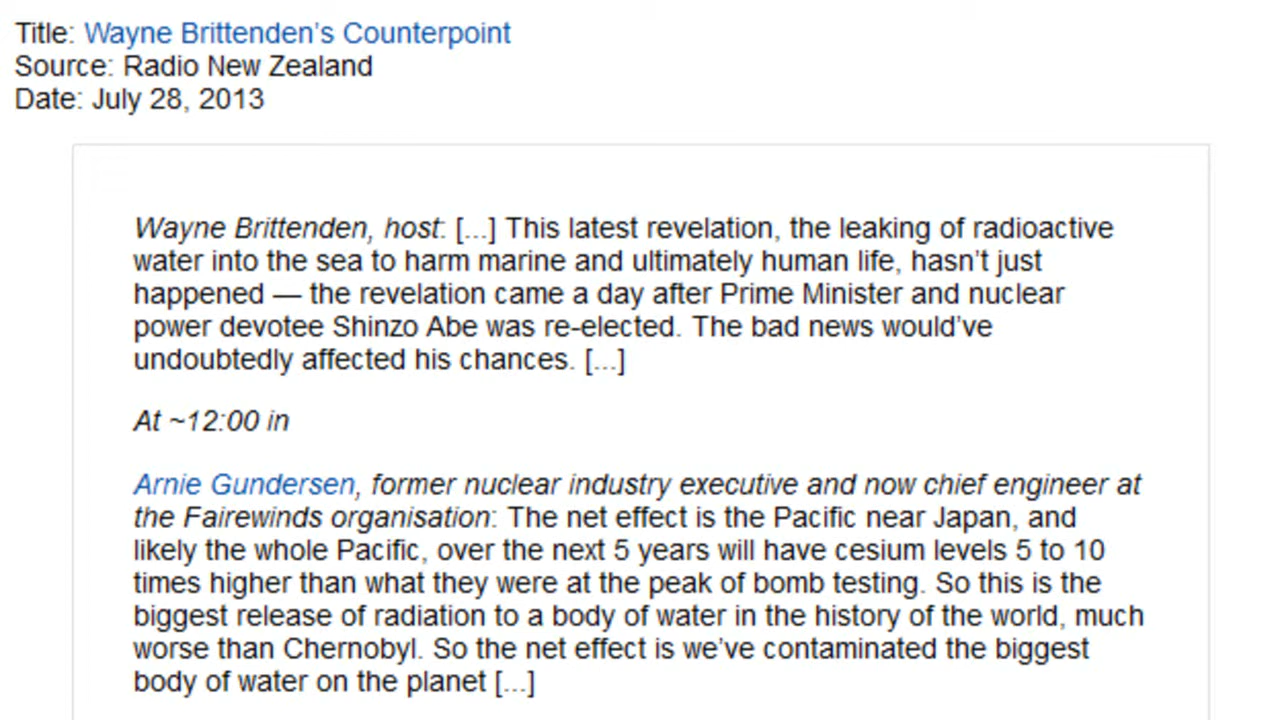 Title: Wayne Brittenden’s Counterpoint
Source: Radio New Zealand
Date: July 28, 2013
Wayne Brittenden, host: [...] This latest revelation, the leaking of radioactive
water into the sea to harm marine and ultimately human life, hasn’t just
happened — the revelation came a day after Prime Minister and nuclear
power devotee Shinzo Abe was re-elected. The bad news would’ve
undoubtedly affected his chances. [...]
At ~12:00 in
Arnie Gundersen, former nuclear industry executive and now chief engineer at
the Fairewinds organisation: The net effect is the Pacific near Japan, and
likely the whole Pacific, over the next 5 years will have cesium levels 5 to 10
times higher than what they were at the peak of bomb testing. So this is the
biggest release of radiation to a body of water in the history of the world, much
worse than Chernobyl. So the net effect is we’ve contaminated the biggest
body of water on the planet [...]